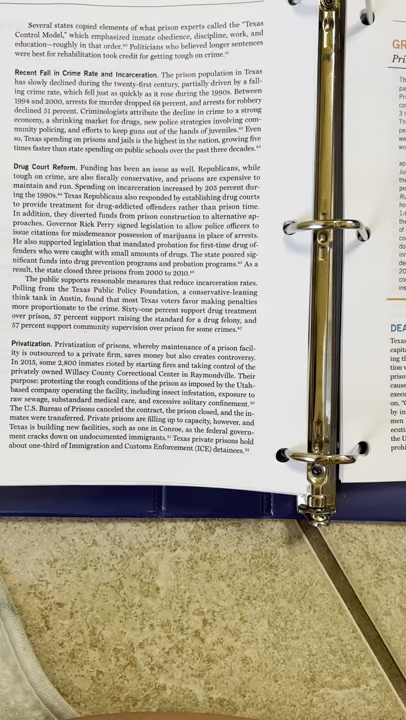 Several states copied elements of what prison experts called the “Texas
Control Model,” which emphasized inmate obedience, discipline, work, and
education—roughly in that order. Politicians who believed longer sentences
were best for rehabilitation took credit for getting tough on crime.
Recent Fall in Crime Rate and Incarceration. The prison population in Texas
has slowly declined during the twenty-first century, partially driven by a fall-
ing crime rate, which fell just as quickly as it rose during the 1990s. Between
1994 and 2000, arrests for murder dropped 68 percent, and arrests for robbery
declined 51 percent. Criminologists attribute the decline in crime to a strong
economy, a shrinking market for drugs, new police strategies involving com-
munity policing, and efforts to keep guns out of the hands of juveniles. Even
so, Texas spending on prisons and jails is the highest in the nation, growing five
times faster than state spending on public schools over the past three decades.
Drug Court Reform. Funding has been an issue as well. Republicans, while
tough on crime, are also fiscally conservative, and prisons are expensive to
maintain and run. Spending on incarceration increased by 205 percent dur-
ing the 1990s. Texas Republicans also responded by establishing drug courts
to provide treatment for drug-addicted offenders rather than prison time.
In addition, they diverted funds from prison construction to alternative ap-
proaches. Governor Rick Perry signed legislation to allow police officers to
issue citations for misdemeanor possession of marijuana in place of arrests.
He also supported legislation that mandated probation for first-time drug of-
fenders who were caught with small amounts of drugs. The state poured sig-
nificant funds into drug prevention programs and probation programs. As a
result, the state closed three prisons from 2000 to 2010.
The public supports reasonable measures that reduce incarceration rates.
Polling from the Texas Public Policy Foundation, a conservative-leaning
think tank in Austin, found that most Texas voters favor making penalties
more proportionate to the crime. Sixty-one percent support drug treatment
over prison, 57 percent support raising the standard for a drug felony, and
57 percent support community supervision over prison for some crimes.
Privatization. Privatization of prisons, whereby maintenance of a prison facil-
ity is outsourced to a private firm, saves money but also creates controversy.
In 2015, some 2,800 inmates rioted by starting fires and taking control of the
privately owned Willacy County Correctional Center in Raymondville. Their
purpose: protesting the rough conditions of the prison as imposed by the Utah-
based company operating the facility, including insect infestation, exposure to
raw sewage, substandard medical care, and excessive solitary confinement.
The U.S. Bureau of Prisons canceled the contract, the prison closed, and the in-
mates were transferred. Private prisons are filling up to capacity, however, and
Texas is building new facilities, such as one in Conroe, as the federal govern-
ment cracks down on undocumented immigrants. Texas private prisons hold
about one-third of Immigration and Customs Enforcement (ICE) detainees.